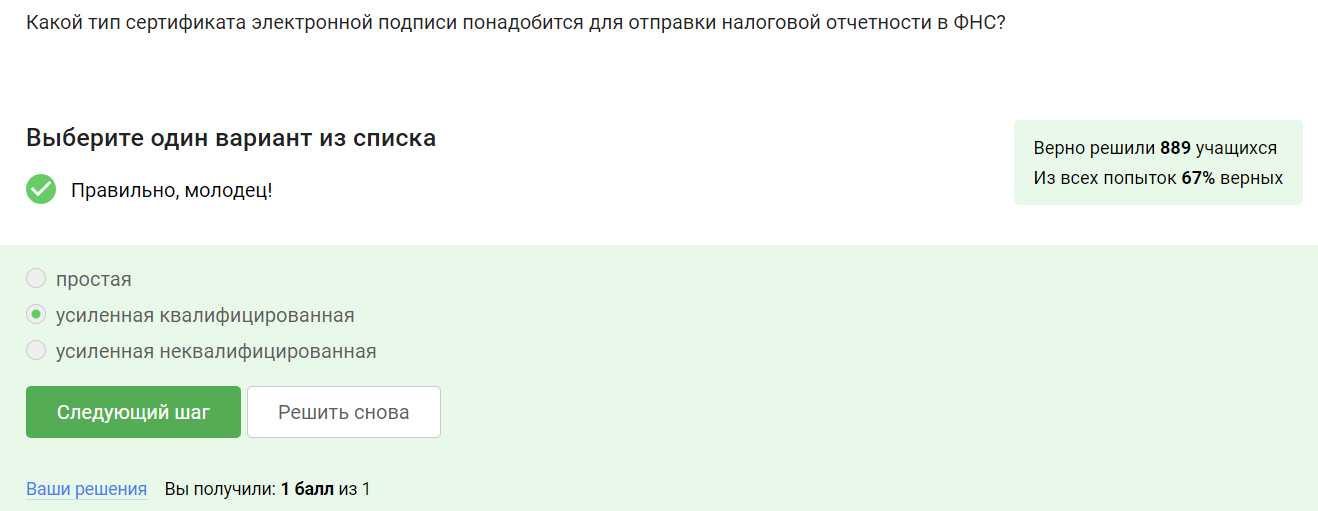 Какой тип сертификата электронной подписи понадобится для отправки налоговой отчетности в ФНС?
Выберите один вариант из списка
Правильно, молодец!
Верно решили 889 учащихся
Из всех попыток 67% верных
простая
усиленная квалифицированная
усиленная неквалифицированная
Следующий шаг
Решить снова
Ваши решения Вы получили: 1 балл из 1